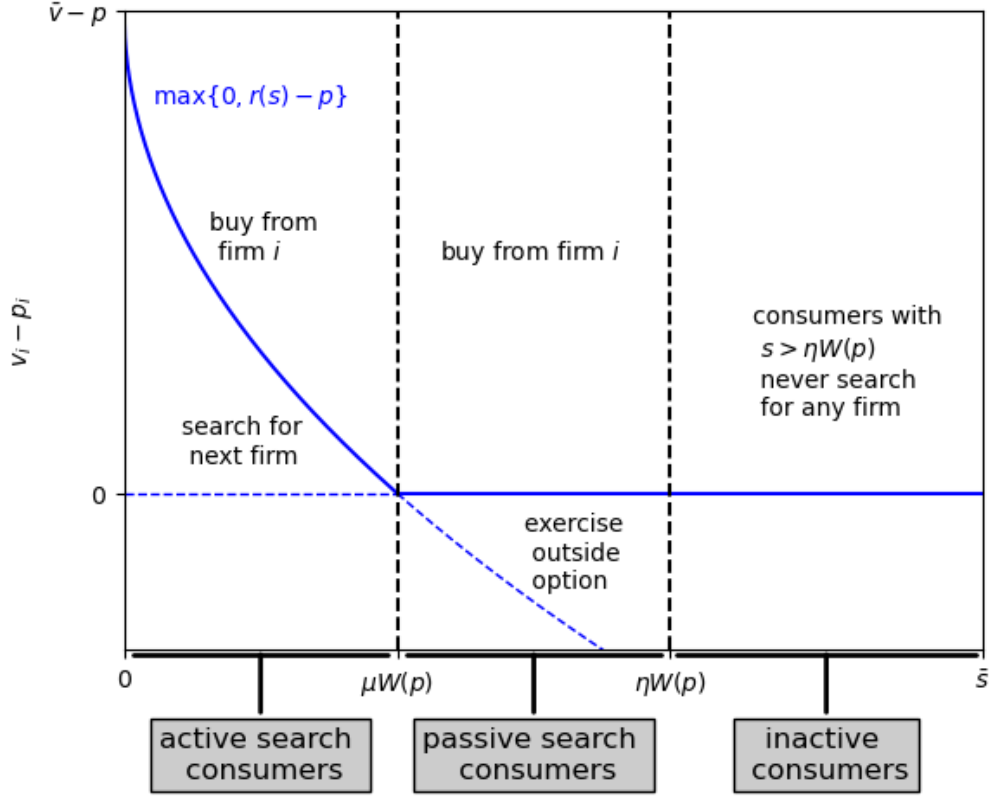 v̄ − p
max{0, r(s) − p}
buy from
firm i
buy from firm i
v_i − p_i
consumers with
s > ηW(p)
never search
for any firm
search for
next firm
0
exercise
outside
option
0
μW(p)
ηW(p)
s̄
active search
consumers
passive search
consumers
inactive
consumers